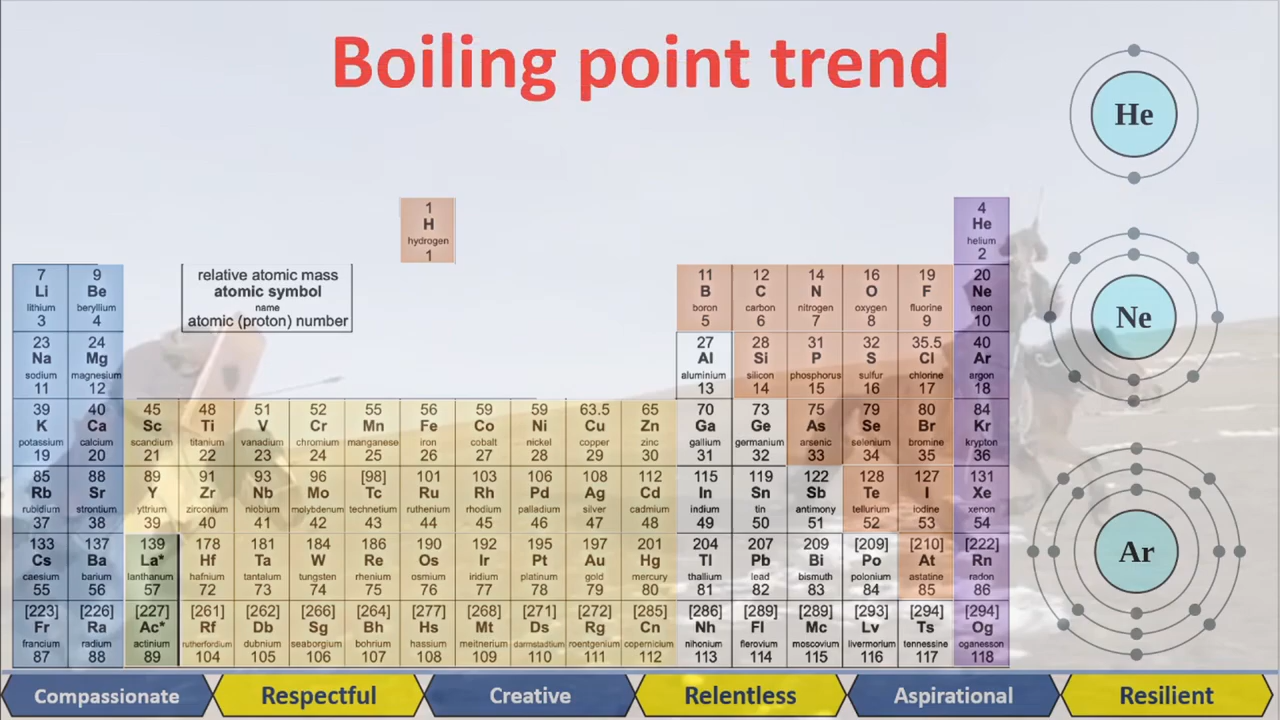 Boiling point trend
He
1
H
hydrogen
1
4
He
helium
2
7 9
Li Be
lithium beryllium
3 4
relative atomic mass
atomic symbol
name
atomic (proton) number
11 12 14 16 19 20
B C N O F Ne
boron carbon nitrogen oxygen fluorine neon
5 6 7 8 9 10
Ne
23 24 27 28 31 32 35.5 40
Na Mg Al Si P S Cl Ar
sodium magnesium aluminium silicon phosphorus sulfur chlorine argon
11 12 13 14 15 16 17 18
39 40 45 48 51 52 55 56 59 59 63.5 65 70 73 75 79 80 84
K Ca Sc Ti V Cr Mn Fe Co Ni Cu Zn Ga Ge As Se Br Kr
potassium calcium scandium titanium vanadium chromium manganese iron cobalt nickel copper zinc gallium germanium arsenic selenium bromine krypton
19 20 21 22 23 24 25 26 27 28 29 30 31 32 33 34 35 36
85 88 89 91 93 96 [98] 101 103 106 108 112 115 119 122 128 127 131
Rb Sr Y Zr Nb Mo Tc Ru Rh Pd Ag Cd In Sn Sb Te I Xe
rubidium strontium yttrium zirconium niobium molybdenum technetium ruthenium rhodium palladium silver cadmium indium tin antimony tellurium iodine xenon
37 38 39 40 41 42 43 44 45 46 47 48 49 50 51 52 53 54
133 137 139 178 181 184 186 190 192 195 197 201 204 207 209 [209] [210] [222]
Cs Ba La* Hf Ta W Re Os Ir Pt Au Hg Tl Pb Bi Po At Rn
caesium barium lanthanum hafnium tantalum tungsten rhenium osmium iridium platinum gold mercury thallium lead bismuth polonium astatine radon
55 56 57 72 73 74 75 76 77 78 79 80 81 82 83 84 85 86
Ar
[223] [226] [227] [261] [262] [266] [264] [277] [268] [271] [272] [285] [286] [289] [289] [293] [294] [294]
Fr Ra Ac* Rf Db Sg Bh Hs Mt Ds Rg Cn Nh Fl Mc Lv Ts Og
francium radium actinium rutherfordium dubnium seaborgium bohrium hassium meitnerium darmstadtium roentgenium copernicium nihonium flerovium moscovium livermorium tennessine oganesson
87 88 89 104 105 106 107 108 109 110 111 112 113 114 115 116 117 118
Compassionate Respectful Creative Relentless Aspirational Resilient